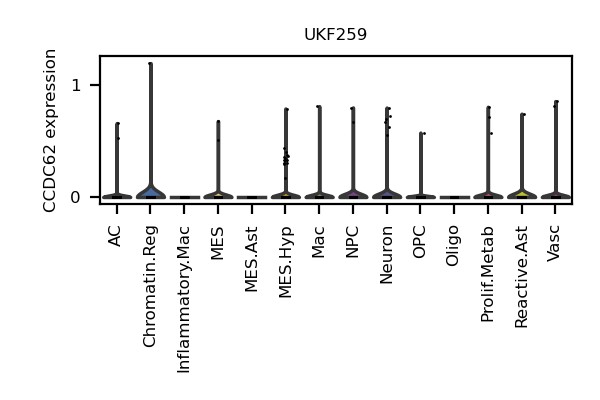 UKF259
CCDC62 expression
1
0
AC
Chromatin.Reg
Inflammatory.Mac
MES
MES.Ast
MES.Hyp
Mac
NPC
Neuron
OPC
Oligo
Prolif.Metab
Reactive.Ast
Vasc